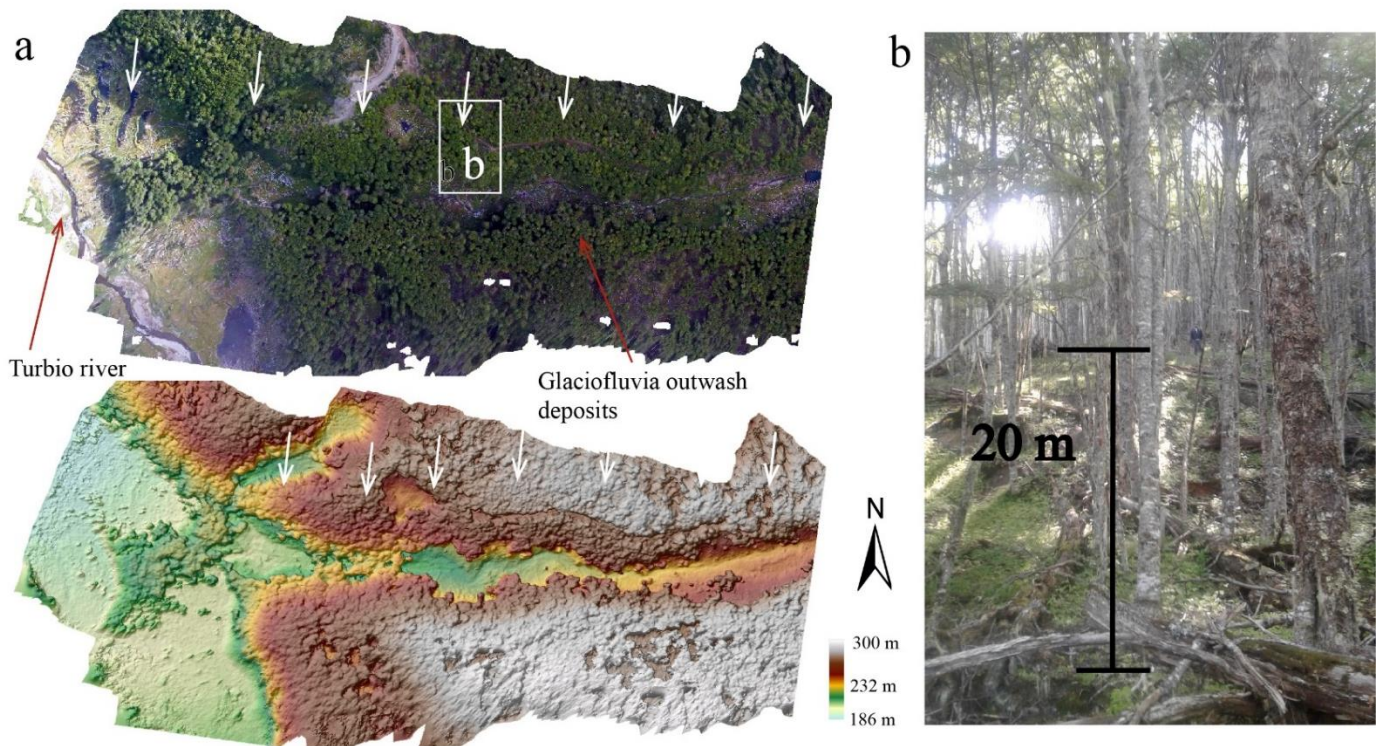 a
b
b
b
Turbio river
Glaciofluvia outwash
deposits
N
300 m
232 m
186 m
20 m